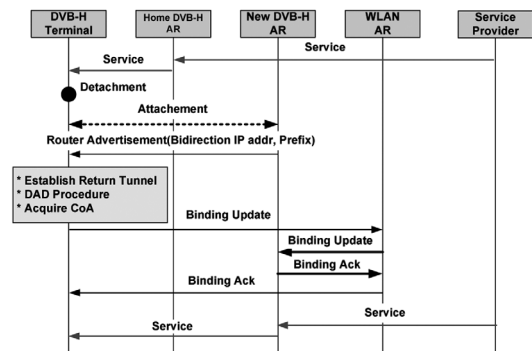 DVB-H
Terminal
Home DVB-H
AR
New DVB-H
AR
WLAN
AR
Service
Provider
Service
Service
Detachment
Attachement
Router Advertisement(Bidirection IP addr, Prefix)
* Establish Return Tunnel
* DAD Procedure
* Acquire CoA
Binding Update
Binding Update
Binding Ack
Binding Ack
Service
Service